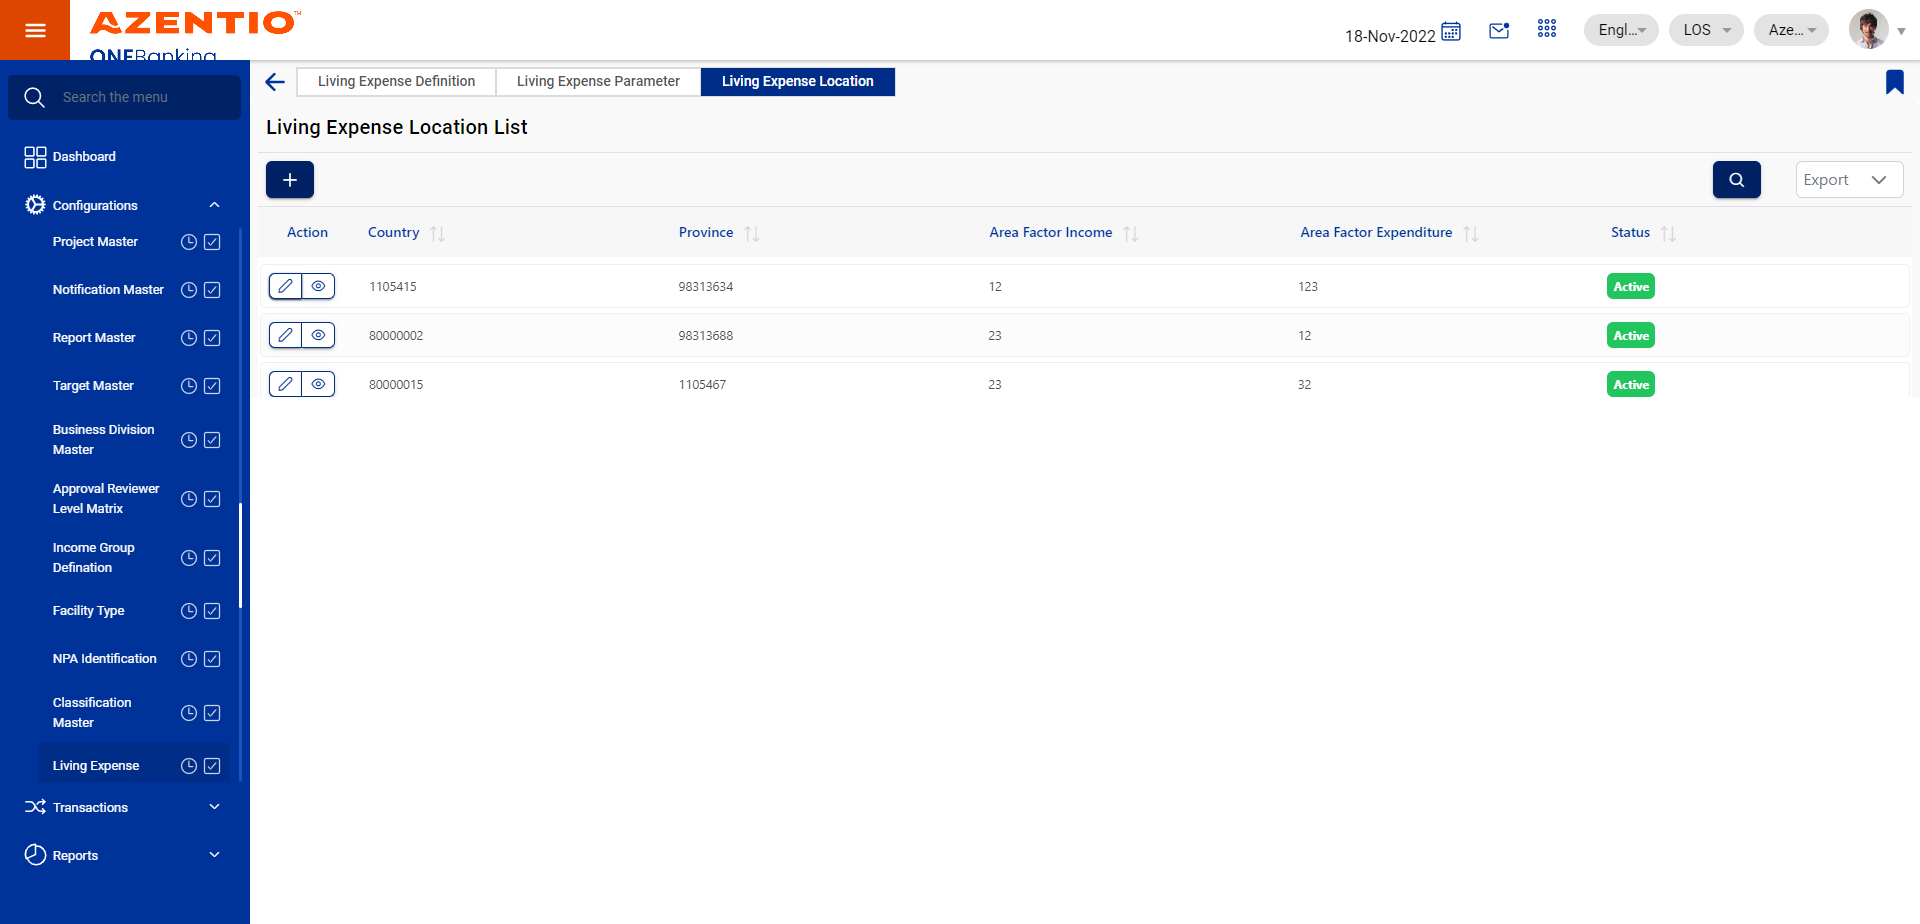 AZENTIO™
ONEBanking
18-Nov-2022
Engl...
LOS
Aze...
Search the menu
Dashboard
Configurations
Project Master
Notification Master
Report Master
Target Master
Business Division
Master
Approval Reviewer
Level Matrix
Income Group
Defination
Facility Type
NPA Identification
Classification
Master
Living Expense
Transactions
Reports
Living Expense Definition
Living Expense Parameter
Living Expense Location
Living Expense Location List
+
Export
Action Country Province Area Factor Income Area Factor Expenditure Status
1105415 98313634 12 123 Active
80000002 98313688 23 12 Active
80000015 1105467 23 32 Active